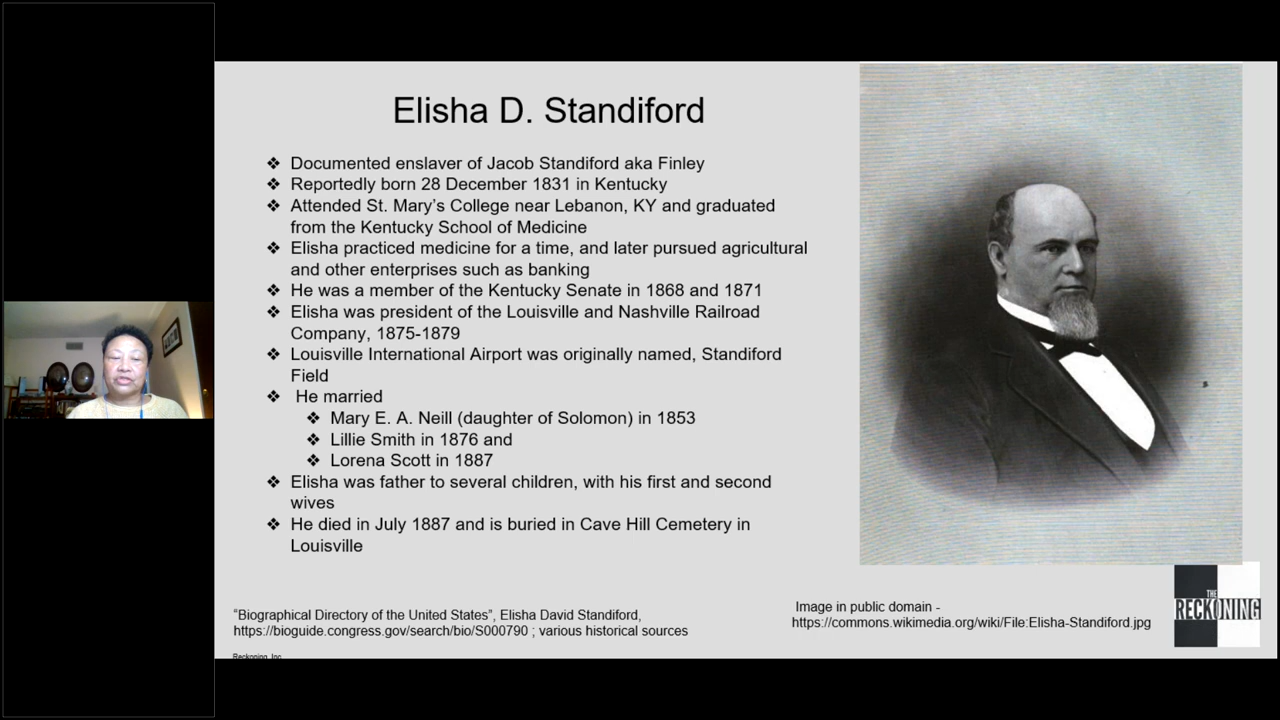 Elisha D. Standiford
❖ Documented enslaver of Jacob Standiford aka Finley
❖ Reportedly born 28 December 1831 in Kentucky
❖ Attended St. Mary's College near Lebanon, KY and graduated
from the Kentucky School of Medicine
❖ Elisha practiced medicine for a time, and later pursued agricultural
and other enterprises such as banking
❖ He was a member of the Kentucky Senate in 1868 and 1871
❖ Elisha was president of the Louisville and Nashville Railroad
Company, 1875-1879
❖ Louisville International Airport was originally named, Standiford
Field
❖ He married
❖ Mary E. A. Neill (daughter of Solomon) in 1853
❖ Lillie Smith in 1876 and
❖ Lorena Scott in 1887
❖ Elisha was father to several children, with his first and second
wives
❖ He died in July 1887 and is buried in Cave Hill Cemetery in
Louisville
"Biographical Directory of the United States", Elisha David Standiford,
https://bioguide.congress.gov/search/bio/S000790 ; various historical sources
Reckoning, Inc.
Image in public domain -
https://commons.wikimedia.org/wiki/File:Elisha-Standiford.jpg
THE
RECKONING